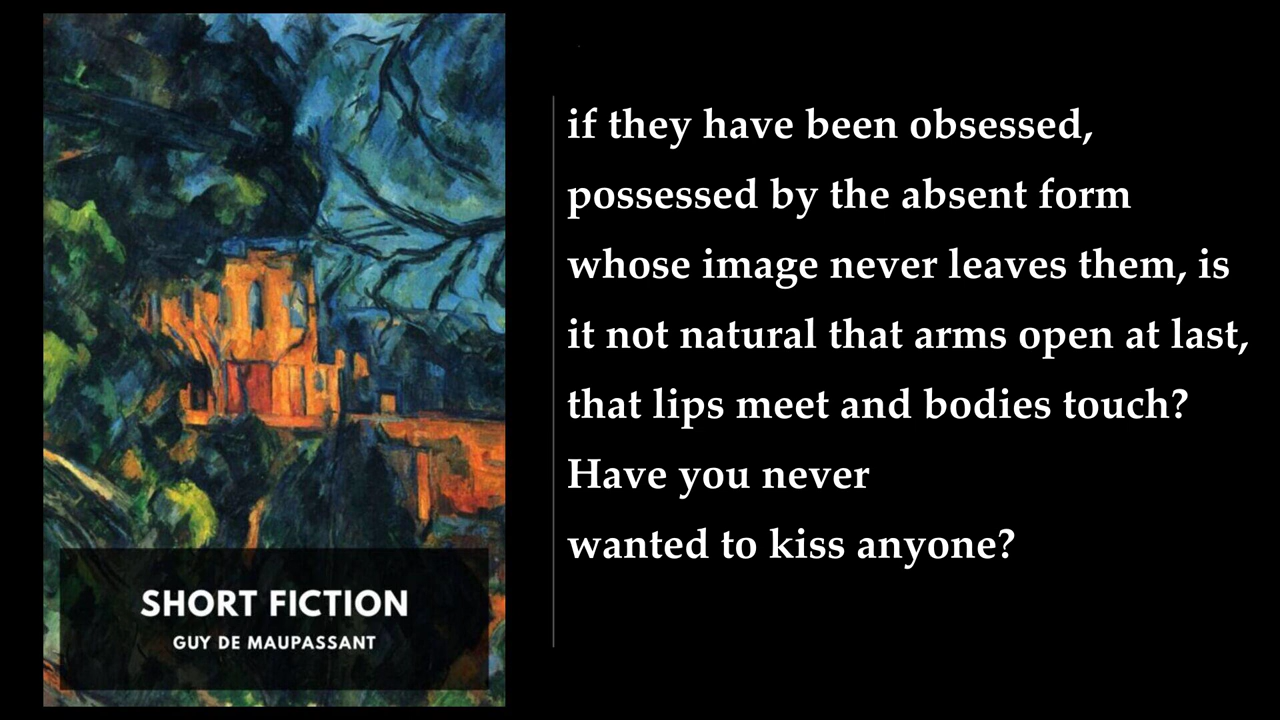 SHORT FICTION
GUY DE MAUPASSANT
if they have been obsessed,
possessed by the absent form
whose image never leaves them, is
it not natural that arms open at last,
that lips meet and bodies touch?
Have you never
wanted to kiss anyone?